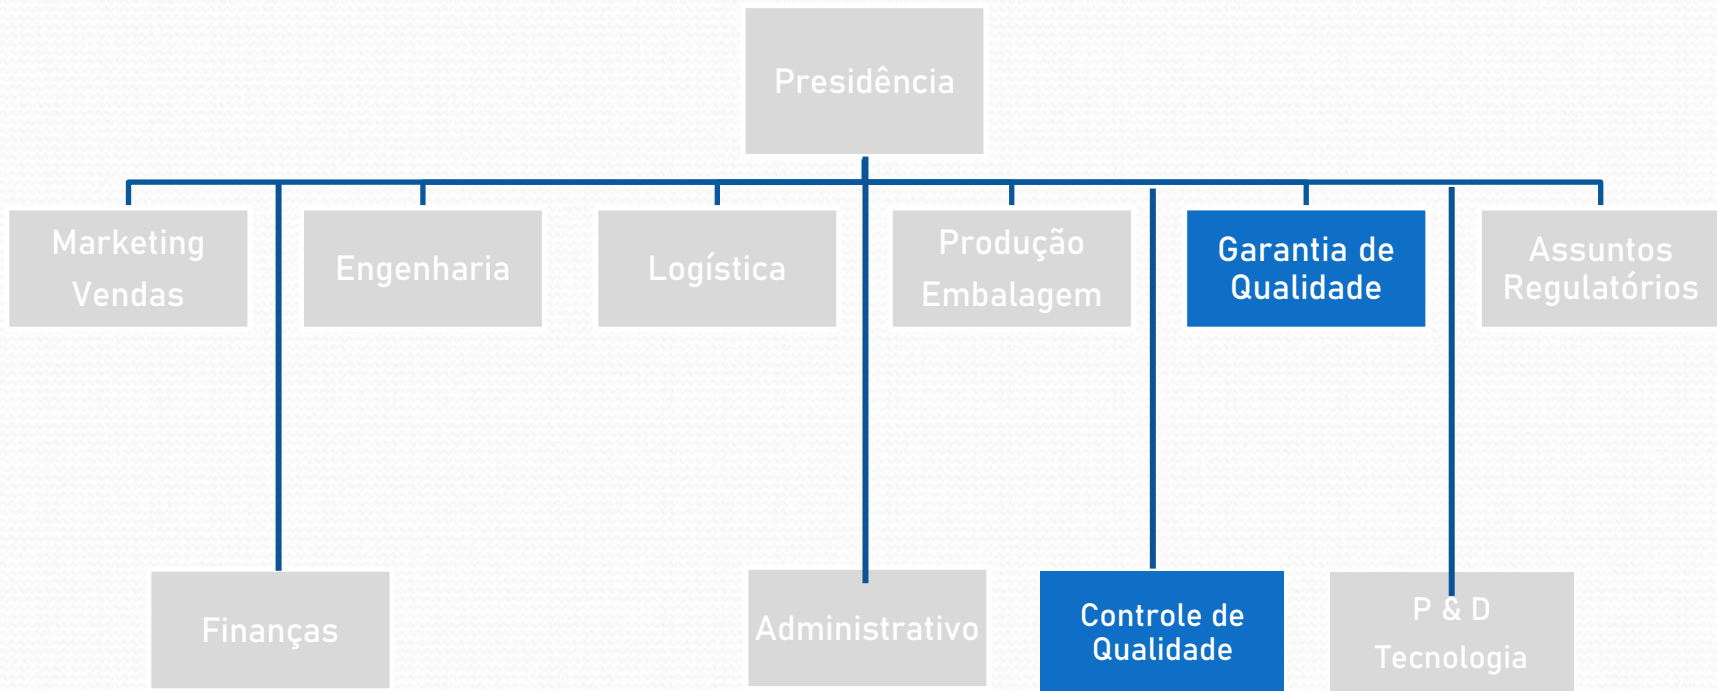 Presidência
Marketing
Vendas
Engenharia
Logística
Produção
Embalagem
Garantia de
Qualidade
Assuntos
Regulatórios
Finanças
Administrativo
Controle de
Qualidade
P & D
Tecnologia